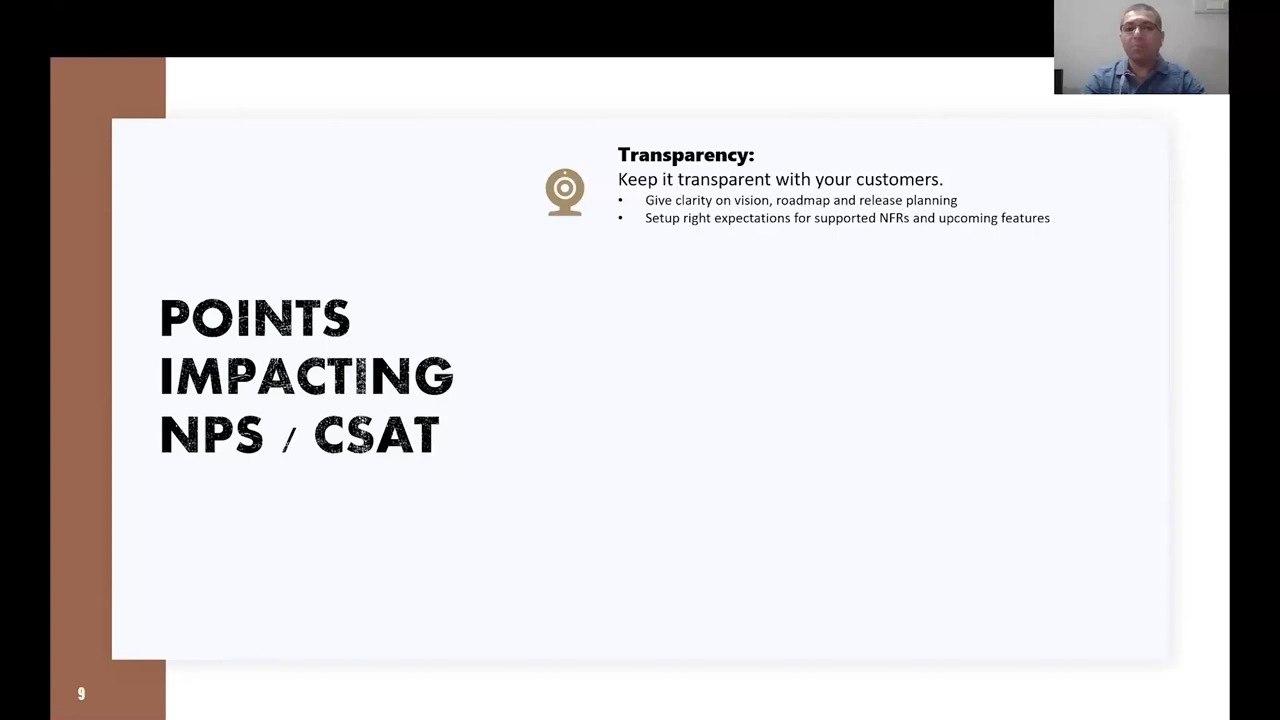 Transparency:
Keep it transparent with your customers.
• Give clarity on vision, roadmap and release planning
• Setup right expectations for supported NFRs and upcoming features
POINTS
IMPACTING
NPS / CSAT
9